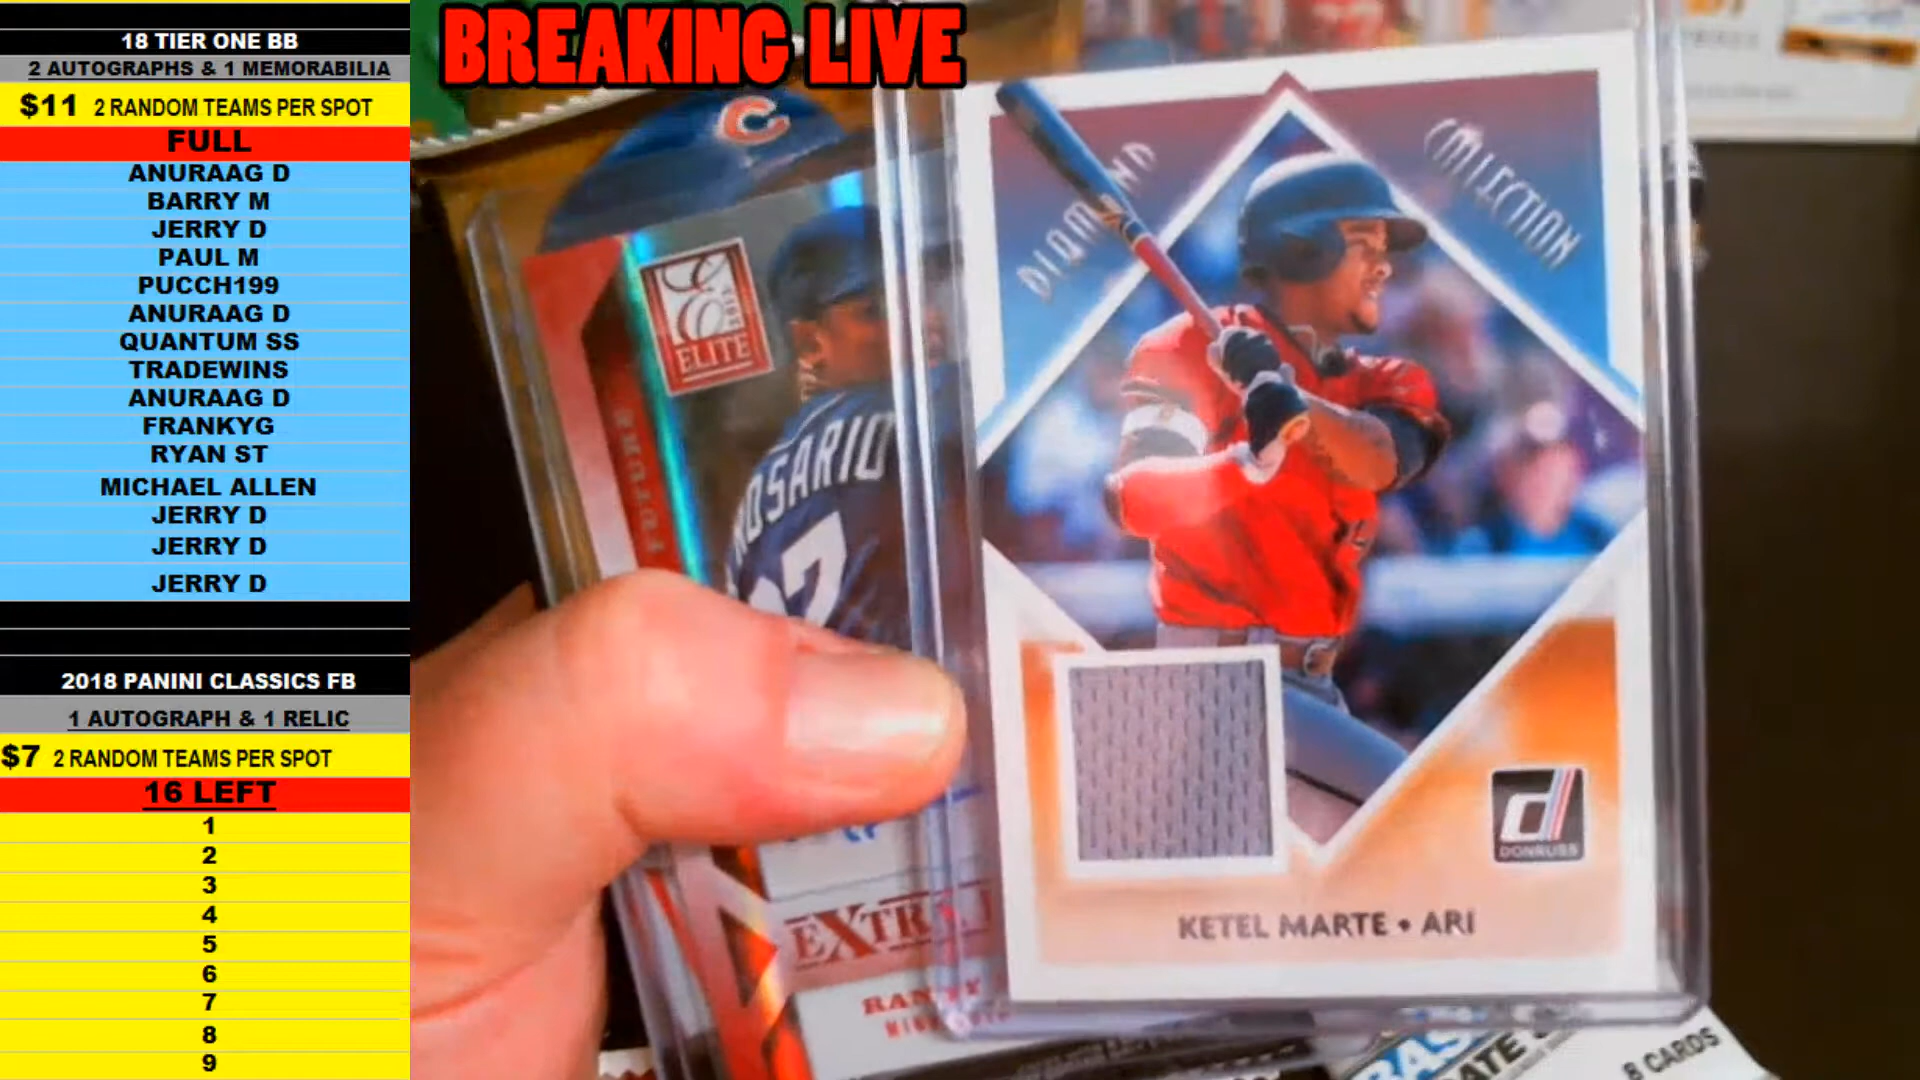 18 TIER ONE BB
2 AUTOGRAPHS & 1 MEMORABILIA
$11 2 RANDOM TEAMS PER SPOT
FULL
ANURAAG D
BARRY M
JERRY D
PAUL M
PUCCH199
ANURAAG D
QUANTUM SS
TRADEWINS
ANURAAG D
FRANKYG
RYAN ST
MICHAEL ALLEN
JERRY D
JERRY D
JERRY D
2018 PANINI CLASSICS FB
1 AUTOGRAPH & 1 RELIC
$7 2 RANDOM TEAMS PER SPOT
16 LEFT
1
2
3
4
5
6
7
8
9
BREAKING LIVE
C
ELITE
ROSARIO
DIAMOND
COLLECTION
DONRUSS
KETEL MARTE • ARI
8 CARDS